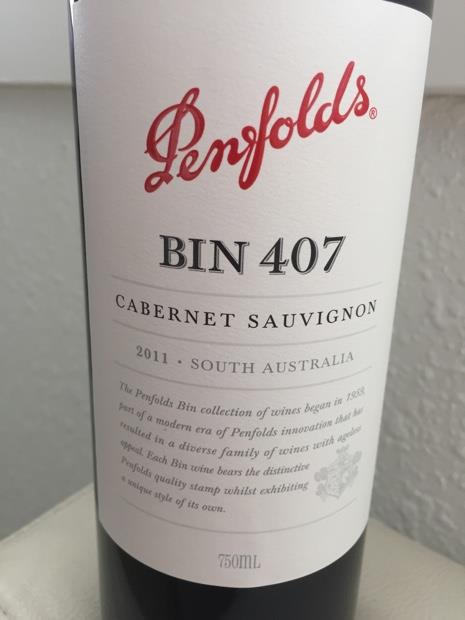 Penfolds®
BIN 407
CABERNET SAUVIGNON
2011 • SOUTH AUSTRALIA
The Penfolds Bin collection of wines began in 1959,
part of a modern era of Penfolds innovation that has
resulted in a diverse family of wines with ageless
appeal. Each Bin wine bears the distinctive
Penfolds quality stamp whilst exhibiting
a unique style of its own.
750ML